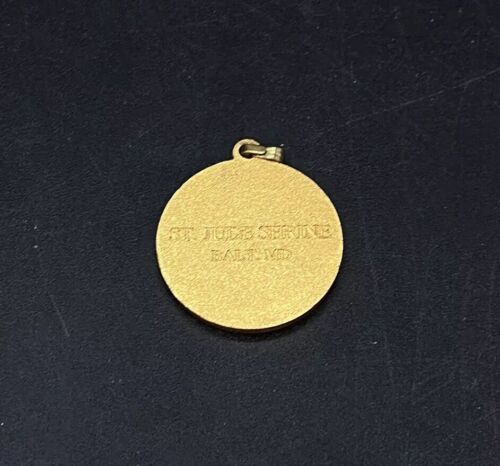 ST. JUDE SHRINE
BALT. MD